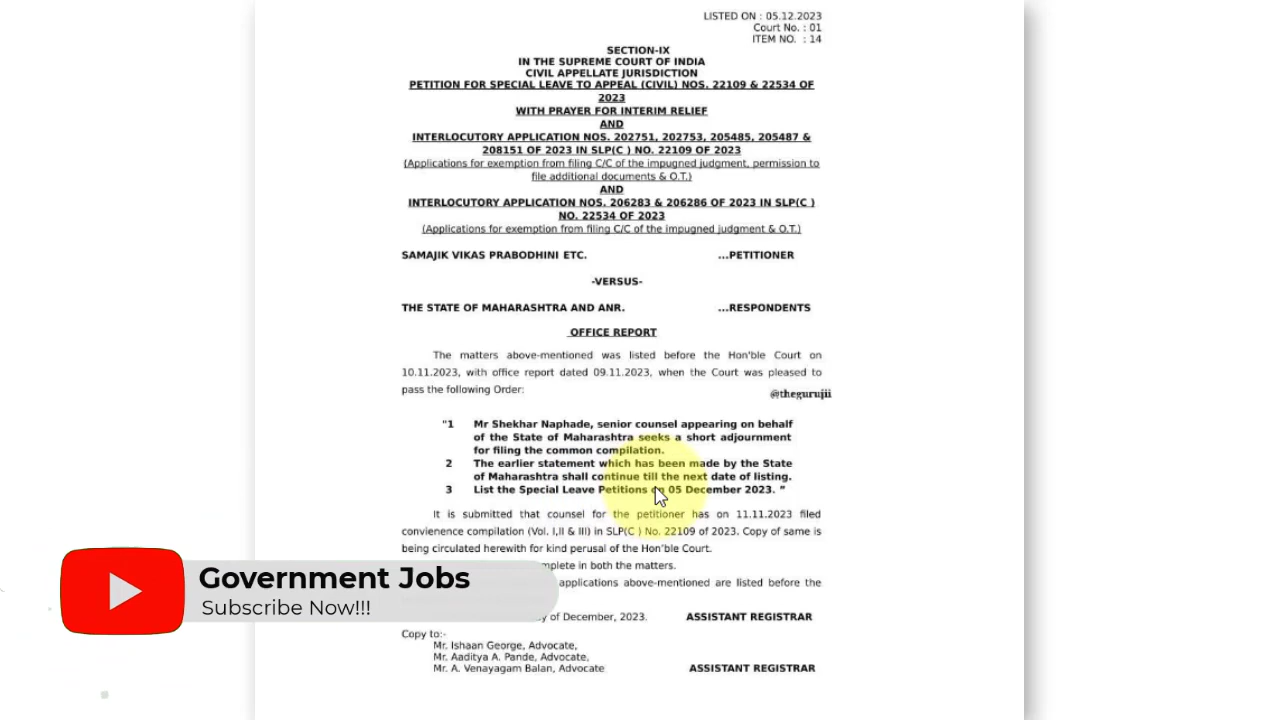 LISTED ON : 05.12.2023
Court No. : 01
ITEM NO. : 14
SECTION-IX
IN THE SUPREME COURT OF INDIA
CIVIL APPELLATE JURISDICTION
PETITION FOR SPECIAL LEAVE TO APPEAL (CIVIL) NOS. 22109 & 22534 OF
2023
WITH PRAYER FOR INTERIM RELIEF
AND
INTERLOCUTORY APPLICATION NOS. 202751, 202753, 205485, 205487 &
208151 OF 2023 IN SLP(C ) NO. 22109 OF 2023
(Applications for exemption from filing C/C of the impugned judgment, permission to
file additional documents & O.T.)
AND
INTERLOCUTORY APPLICATION NOS. 206283 & 206286 OF 2023 IN SLP(C )
NO. 22534 OF 2023
(Applications for exemption from filing C/C of the impugned judgment & O.T.)
SAMAJIK VIKAS PRABODHINI ETC. ...PETITIONER
-VERSUS-
THE STATE OF MAHARASHTRA AND ANR. ...RESPONDENTS
OFFICE REPORT
The matters above-mentioned was listed before the Hon'ble Court on
10.11.2023, with office report dated 09.11.2023, when the Court was pleased to
pass the following Order:
@thegurujii
"1 Mr Shekhar Naphade, senior counsel appearing on behalf
of the State of Maharashtra seeks a short adjournment
for filing the common compilation.
2 The earlier statement which has been made by the State
of Maharashtra shall continue till the next date of listing.
3 List the Special Leave Petitions on 05 December 2023. "
It is submitted that counsel for the petitioner has on 11.11.2023 filed
convienence compilation (Vol. I,II & III) in SLP(C ) No. 22109 of 2023. Copy of same is
being circulated herewith for kind perusal of the Hon'ble Court.
mplete in both the matters.
applications above-mentioned are listed before the
y of December, 2023. ASSISTANT REGISTRAR
Copy to:-
Mr. Ishaan George, Advocate,
Mr. Aaditya A. Pande, Advocate,
Mr. A. Venayagam Balan, Advocate ASSISTANT REGISTRAR
Government Jobs
Subscribe Now!!!